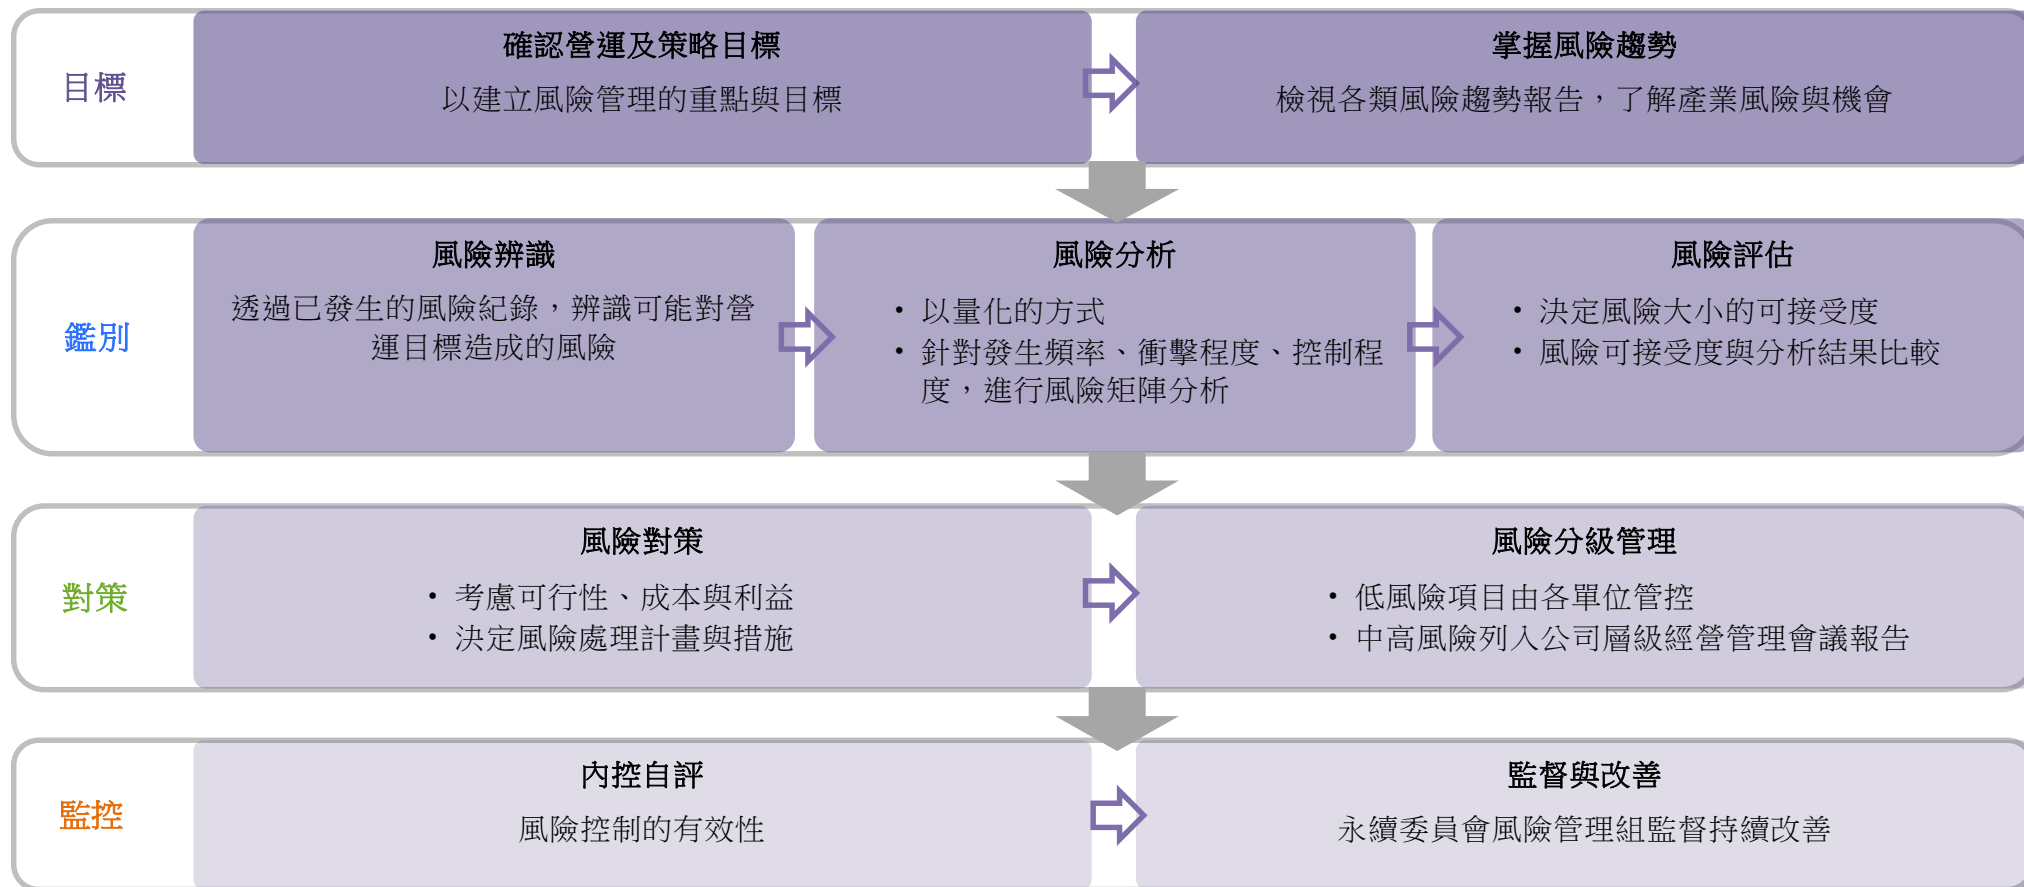 目標
確認營運及策略目標
以建立風險管理的重點與目標
掌握風險趨勢
檢視各類風險趨勢報告，了解產業風險與機會
鑑別
風險辨識
透過已發生的風險紀錄，辨識可能對營
運目標造成的風險
風險分析
• 以量化的方式
• 針對發生頻率、衝擊程度、控制程
度，進行風險矩陣分析
風險評估
• 決定風險大小的可接受度
• 風險可接受度與分析結果比較
對策
風險對策
• 考慮可行性、成本與利益
• 決定風險處理計畫與措施
風險分級管理
• 低風險項目由各單位管控
• 中高風險列入公司層級經營管理會議報告
監控
內控自評
風險控制的有效性
監督與改善
永續委員會風險管理組監督持續改善